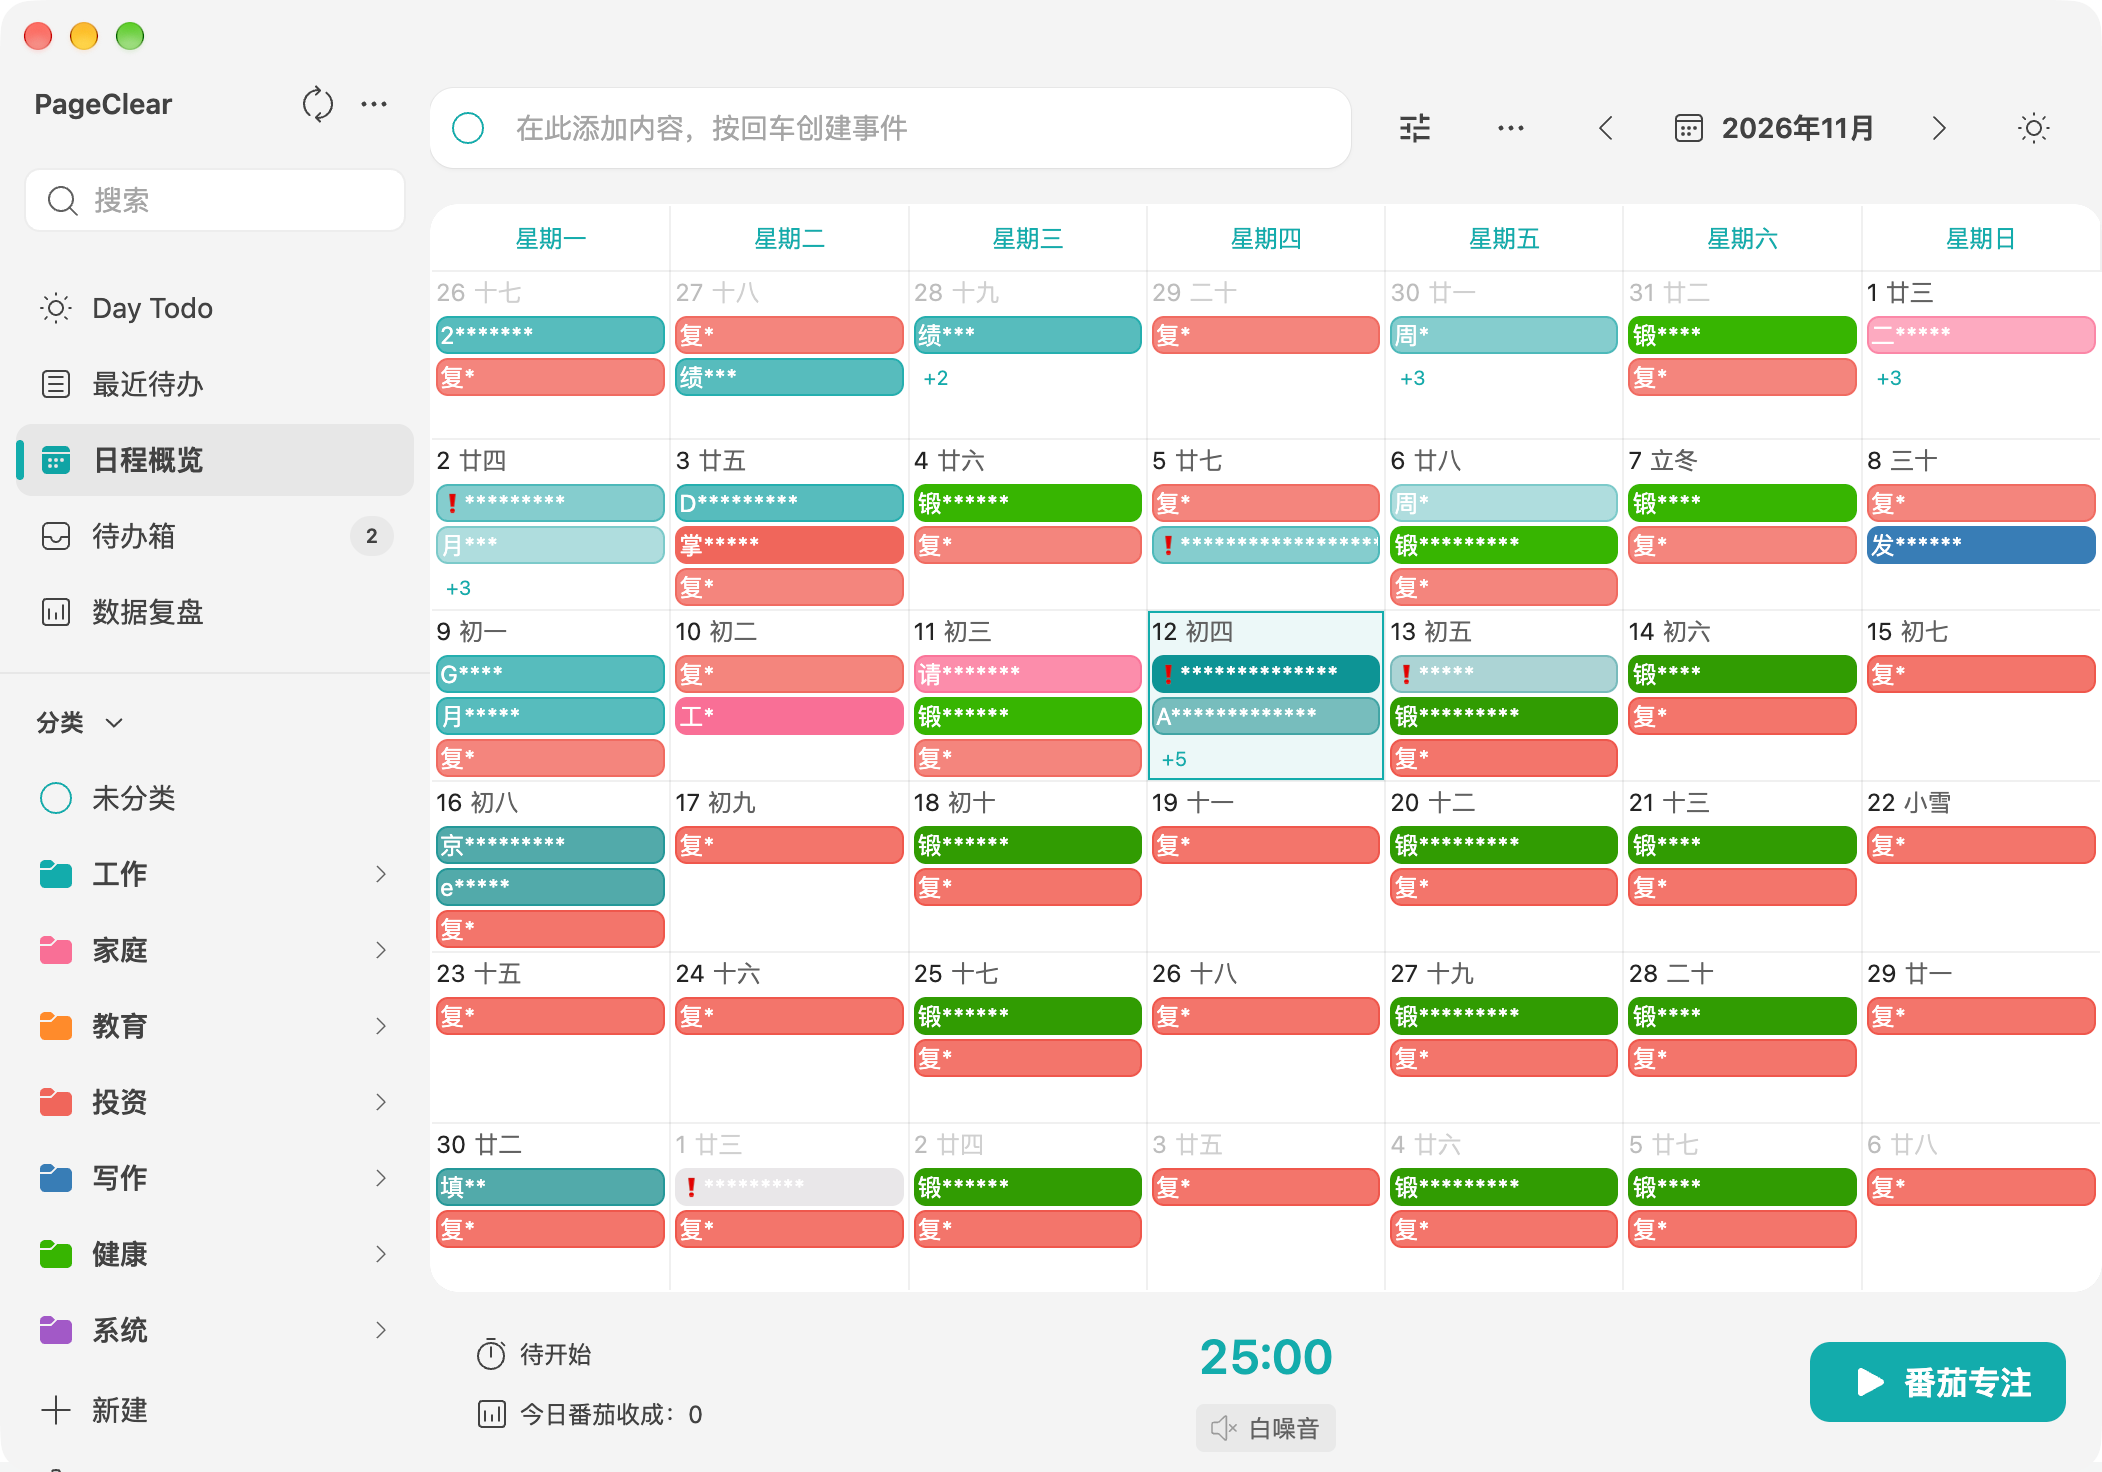 PageClear
搜索
Day Todo
最近待办
日程概览
待办箱 2
数据复盘
分类
未分类
工作
家庭
教育
投资
写作
健康
系统
新建
在此添加内容，按回车创建事件
2026年11月
星期一 星期二 星期三 星期四 星期五 星期六 星期日
26 十七 27 十八 28 十九 29 二十 30 廿一 31 廿二 1 廿三
2******* 复* 绩*** 复* 周* 锻**** 二*****
复* 绩*** +2 +3 复* +3
2 廿四 3 廿五 4 廿六 5 廿七 6 廿八 7 立冬 8 三十
❗********* D********* 锻****** 复* 周* 锻**** 复*
月*** 掌***** 复* ❗***************** 锻********* 复* 发******
+3 复* 复*
9 初一 10 初二 11 初三 12 初四 13 初五 14 初六 15 初七
G**** 复* 请******* ❗************** ❗***** 锻**** 复*
月***** 工* 锻****** A************* 锻********* 复*
复* 复* +5 复*
16 初八 17 初九 18 初十 19 十一 20 十二 21 十三 22 小雪
京********* 复* 锻****** 复* 锻********* 锻**** 复*
e***** 复* 复* 复*
复*
23 十五 24 十六 25 十七 26 十八 27 十九 28 二十 29 廿一
复* 复* 锻****** 复* 锻********* 锻**** 复*
复* 复* 复*
30 廿二 1 廿三 2 廿四 3 廿五 4 廿六 5 廿七 6 廿八
填** ❗********* 锻****** 复* 锻********* 锻**** 复*
复* 复* 复* 复* 复*
待开始
今日番茄收成：0
25:00
白噪音
番茄专注